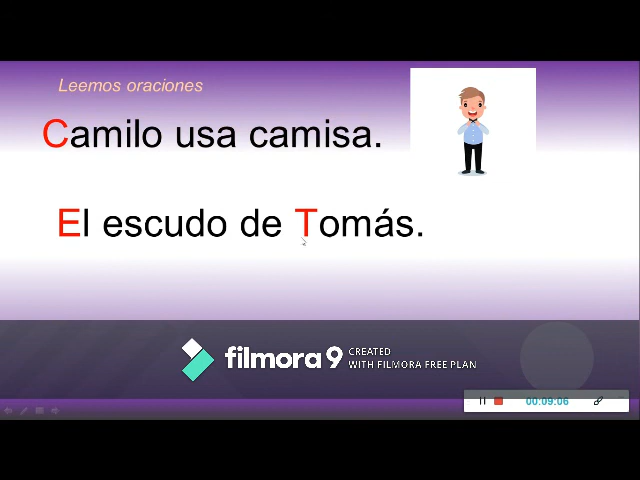 Leemos oraciones
Camilo usa camisa.
El escudo de Tomás.
filmora 9 CREATED
WITH FILMORA FREE PLAN
00:09:06